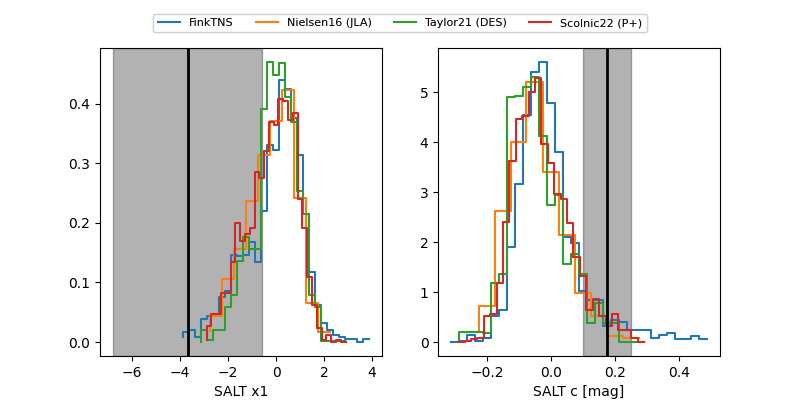 FinkTNS Nielsen16 (JLA) Taylor21 (DES) Scolnic22 (P+)
0.4
0.3
0.2
0.1
0.0
−6 −4 −2 0 2 4
SALT x1
5
4
3
2
1
0
−0.2 0.0 0.2 0.4
SALT c [mag]